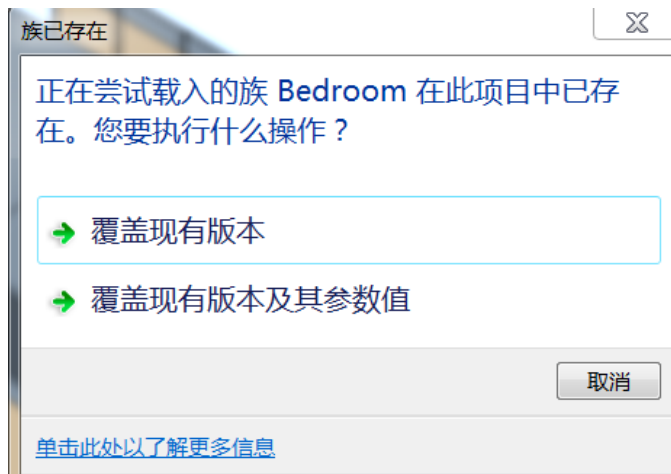 族已存在
正在尝试载入的族 Bedroom 在此项目中已存
在。您要执行什么操作？
覆盖现有版本
覆盖现有版本及其参数值
取消
单击此处以了解更多信息